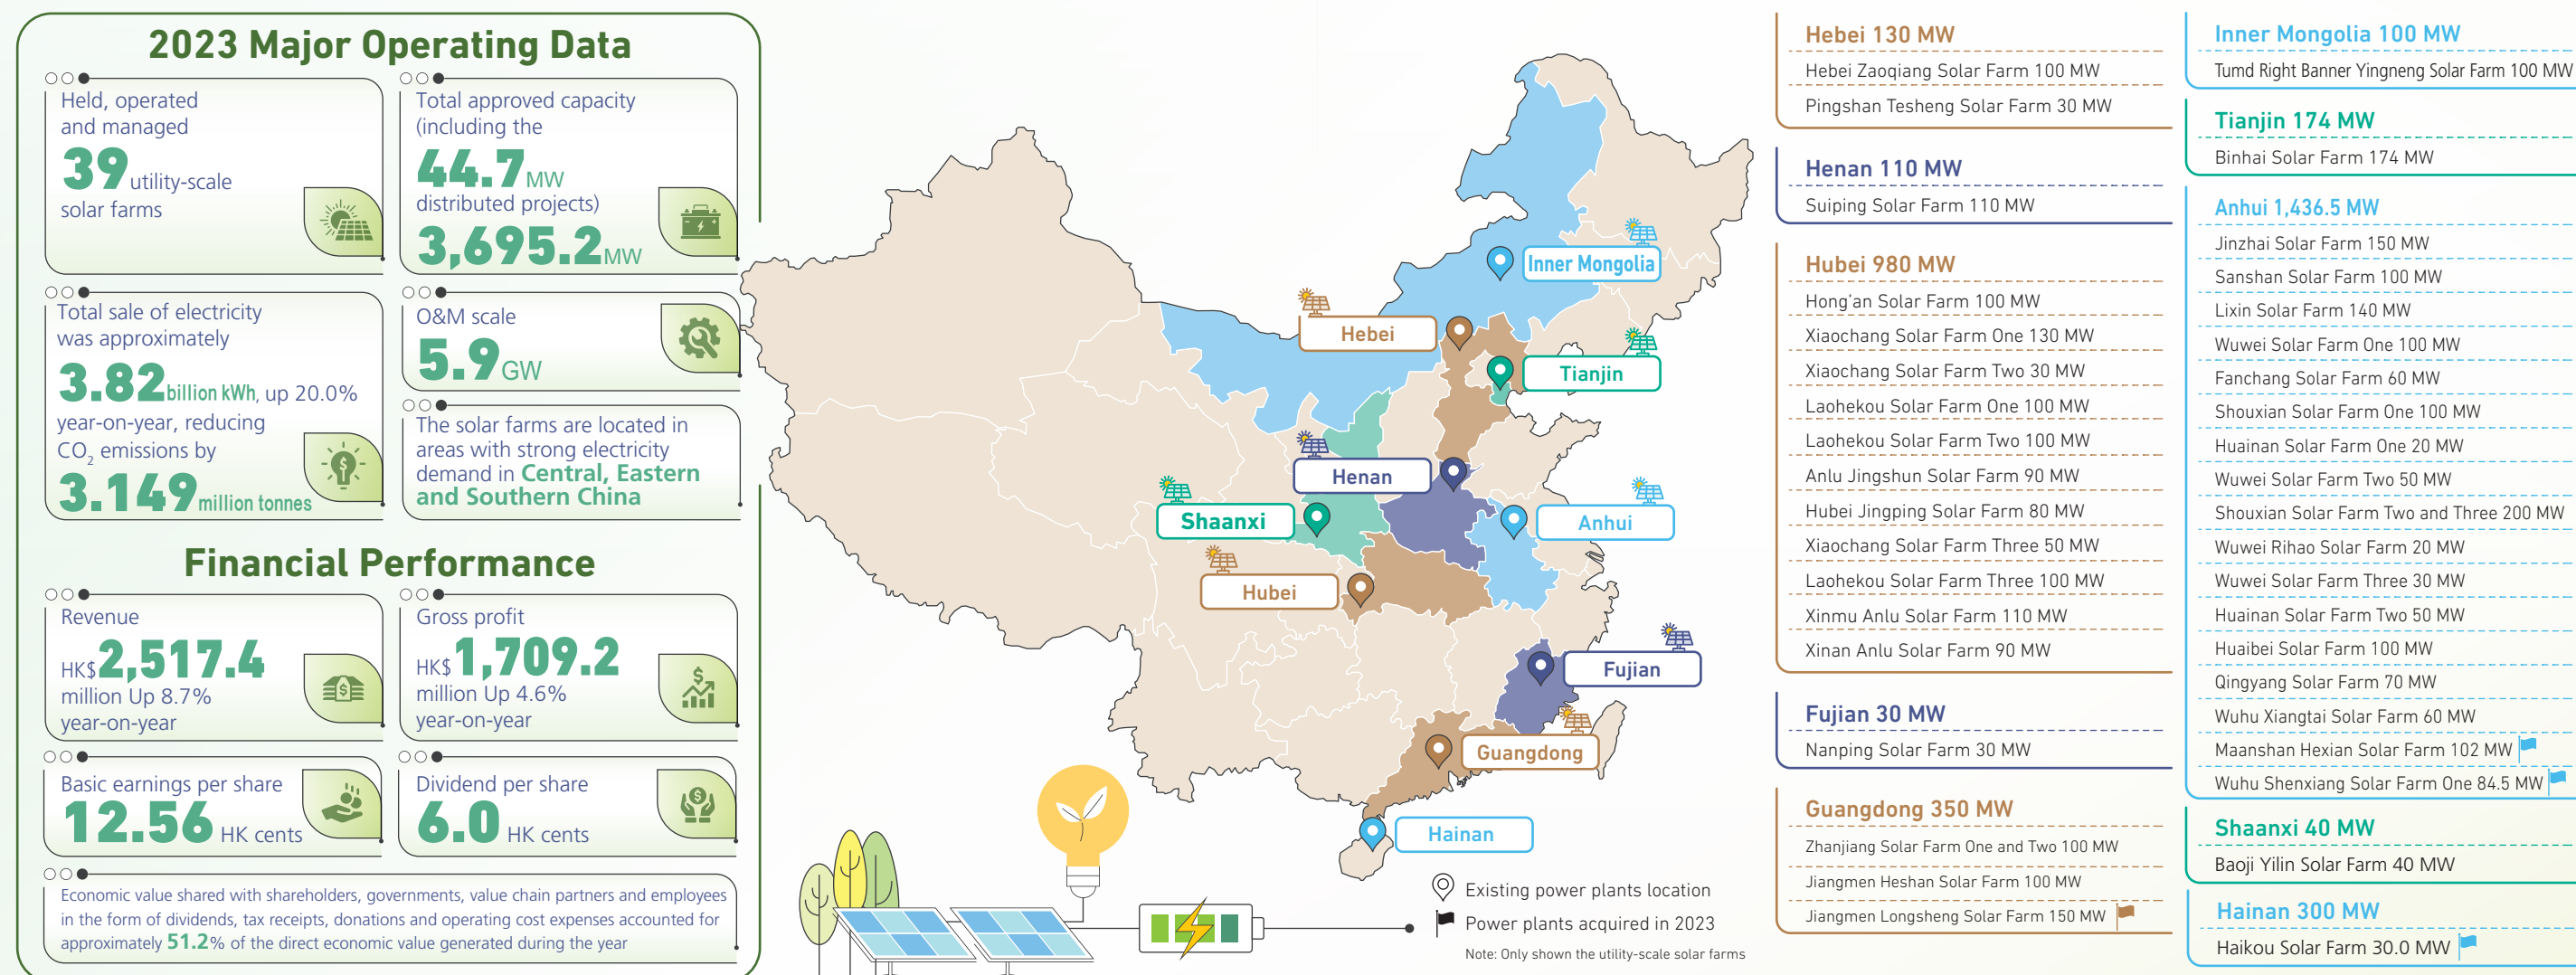 2023 Major Operating Data
Held, operated
and managed
39 utility-scale
solar farms
Total approved capacity
(including the
44.7 MW
distributed projects)
3,695.2 MW
Total sale of electricity
was approximately
3.82 billion kWh, up 20.0%
year-on-year, reducing
CO2 emissions by
3.149 million tonnes
O&M scale
5.9 GW
The solar farms are located in
areas with strong electricity
demand in Central, Eastern
and Southern China
Financial Performance
Revenue
HK$2,517.4
million Up 8.7%
year-on-year
Gross profit
HK$1,709.2
million Up 4.6%
year-on-year
Basic earnings per share
12.56 HK cents
Dividend per share
6.0 HK cents
Economic value shared with shareholders, governments, value chain partners and employees
in the form of dividends, tax receipts, donations and operating cost expenses accounted for
approximately 51.2% of the direct economic value generated during the year
Inner Mongolia
Hebei
Tianjin
Henan
Shaanxi
Anhui
Hubei
Fujian
Guangdong
Hainan
Existing power plants location
Power plants acquired in 2023
Note: Only shown the utility-scale solar farms
Hebei 130 MW
Hebei Zaoqiang Solar Farm 100 MW
Pingshan Tesheng Solar Farm 30 MW
Henan 110 MW
Suiping Solar Farm 110 MW
Hubei 980 MW
Hong'an Solar Farm 100 MW
Xiaochang Solar Farm One 130 MW
Xiaochang Solar Farm Two 30 MW
Laohekou Solar Farm One 100 MW
Laohekou Solar Farm Two 100 MW
Anlu Jingshun Solar Farm 90 MW
Hubei Jingping Solar Farm 80 MW
Xiaochang Solar Farm Three 50 MW
Laohekou Solar Farm Three 100 MW
Xinmu Anlu Solar Farm 110 MW
Xinan Anlu Solar Farm 90 MW
Fujian 30 MW
Nanping Solar Farm 30 MW
Guangdong 350 MW
Zhanjiang Solar Farm One and Two 100 MW
Jiangmen Heshan Solar Farm 100 MW
Jiangmen Longsheng Solar Farm 150 MW
Inner Mongolia 100 MW
Tumd Right Banner Yingneng Solar Farm 100 MW
Tianjin 174 MW
Binhai Solar Farm 174 MW
Anhui 1,436.5 MW
Jinzhai Solar Farm 150 MW
Sanshan Solar Farm 100 MW
Lixin Solar Farm 140 MW
Wuwei Solar Farm One 100 MW
Fanchang Solar Farm 60 MW
Shouxian Solar Farm One 100 MW
Huainan Solar Farm One 20 MW
Wuwei Solar Farm Two 50 MW
Shouxian Solar Farm Two and Three 200 MW
Wuwei Rihao Solar Farm 20 MW
Wuwei Solar Farm Three 30 MW
Huainan Solar Farm Two 50 MW
Huaibei Solar Farm 100 MW
Qingyang Solar Farm 70 MW
Wuhu Xiangtai Solar Farm 60 MW
Maanshan Hexian Solar Farm 102 MW
Wuhu Shenxiang Solar Farm One 84.5 MW
Shaanxi 40 MW
Baoji Yilin Solar Farm 40 MW
Hainan 300 MW
Haikou Solar Farm 30.0 MW